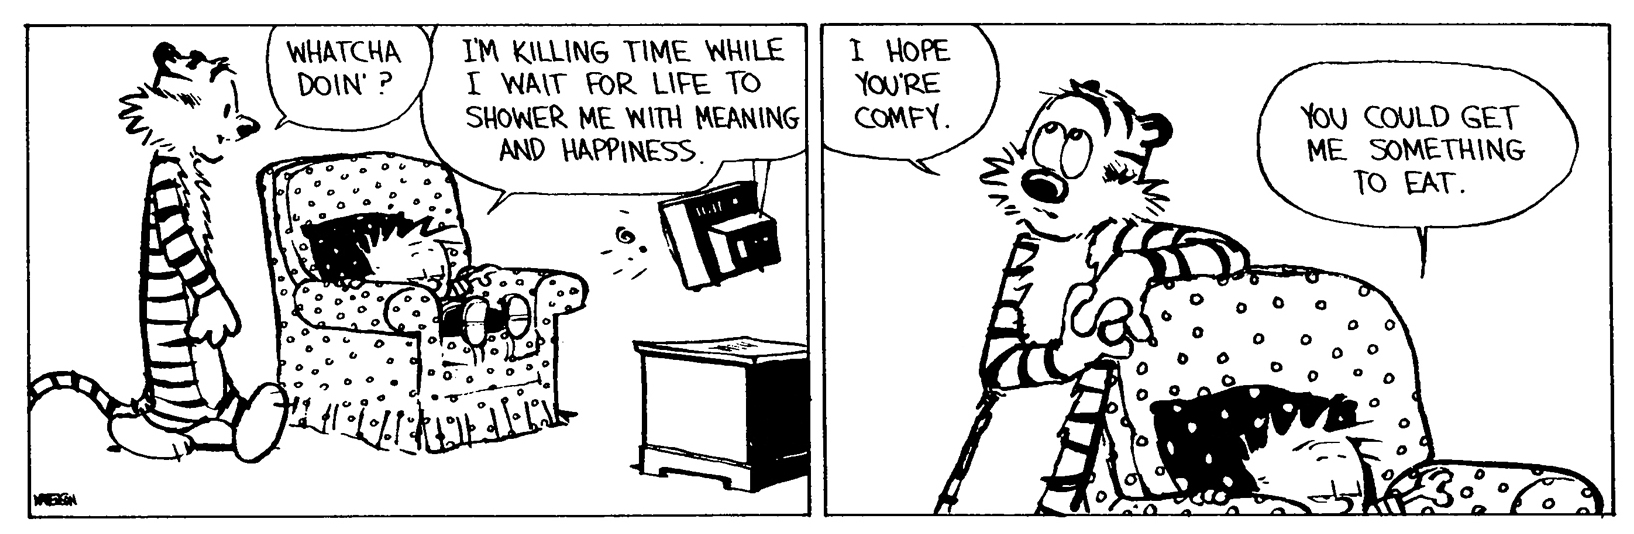 WHATCHA
DOIN'?
I'M KILLING TIME WHILE
I WAIT FOR LIFE TO
SHOWER ME WITH MEANING
AND HAPPINESS.
I HOPE
YOU'RE
COMFY.
YOU COULD GET
ME SOMETHING
TO EAT.
WATTERSON